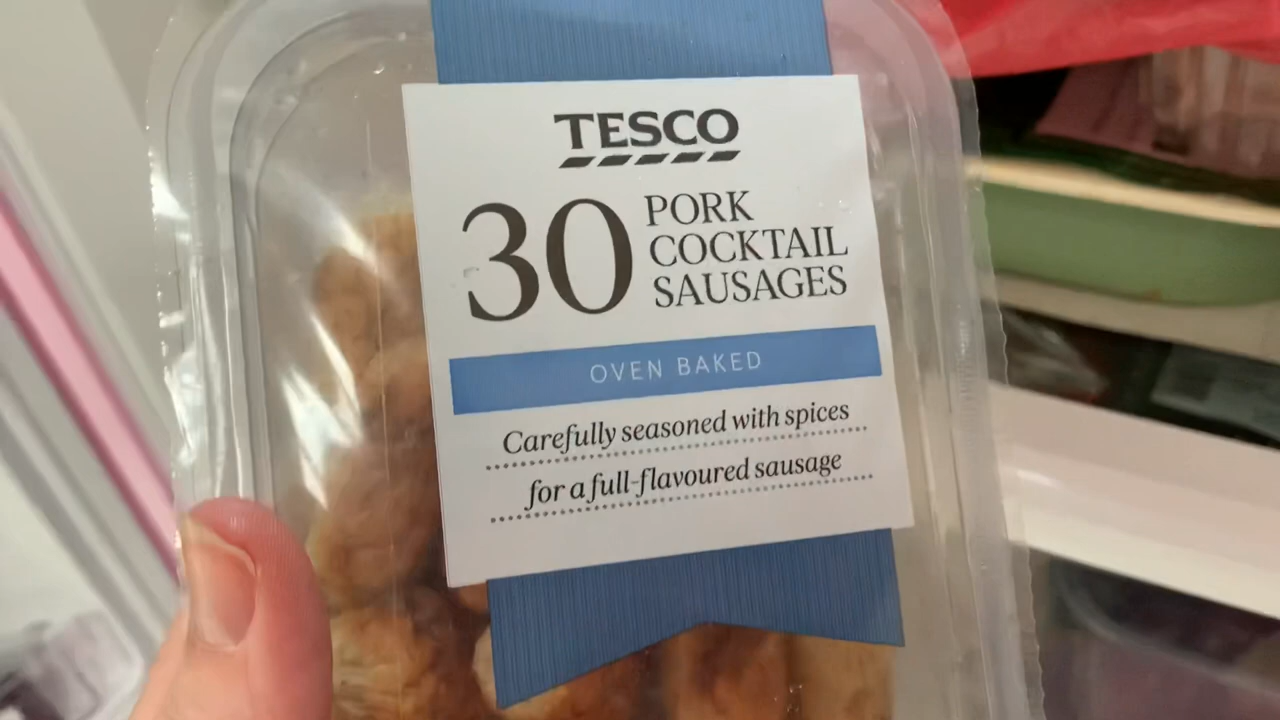 TESCO
30 PORK
COCKTAIL
SAUSAGES
OVEN BAKED
Carefully seasoned with spices
for a full-flavoured sausage